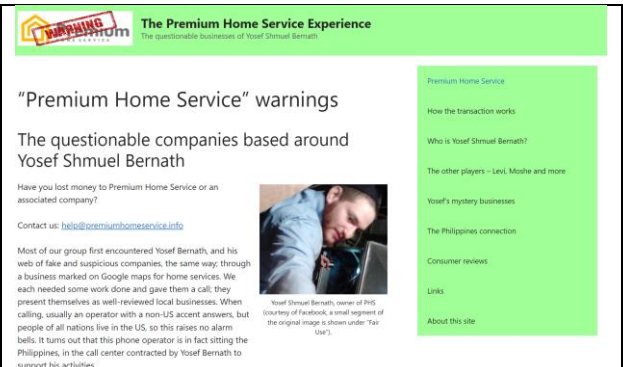 WARNING
Premium
HOME SERVICE
The Premium Home Service Experience
The questionable businesses of Yosef Shmuel Bernath
"Premium Home Service" warnings
The questionable companies based around
Yosef Shmuel Bernath
Have you lost money to Premium Home Service or an
associated company?
Contact us: help@premiumhomeservice.info
Most of our group first encountered Yosef Bernath, and his
web of fake and suspicious companies, the same way; through
a business marked on Google maps for home services. We
each needed some work done and gave them a call; they
present themselves as well-reviewed local businesses. When
calling, usually an operator with a non-US accent answers, but
people of all nations live in the US, so this raises no alarm
bells. It turns out that this phone operator is in fact sitting the
Philippines, in the call center contracted by Yosef Bernath to
support his activities.
Yosef Shmuel Bernath, owner of PHS
(courtesy of Facebook, a small segment of
the original image is shown under "Fair
Use").
Premium Home Service
How the transaction works
Who is Yosef Shmuel Bernath?
The other players – Levi, Moshe and more
Yosef's mystery businesses
The Philippines connection
Consumer reviews
Links
About this site